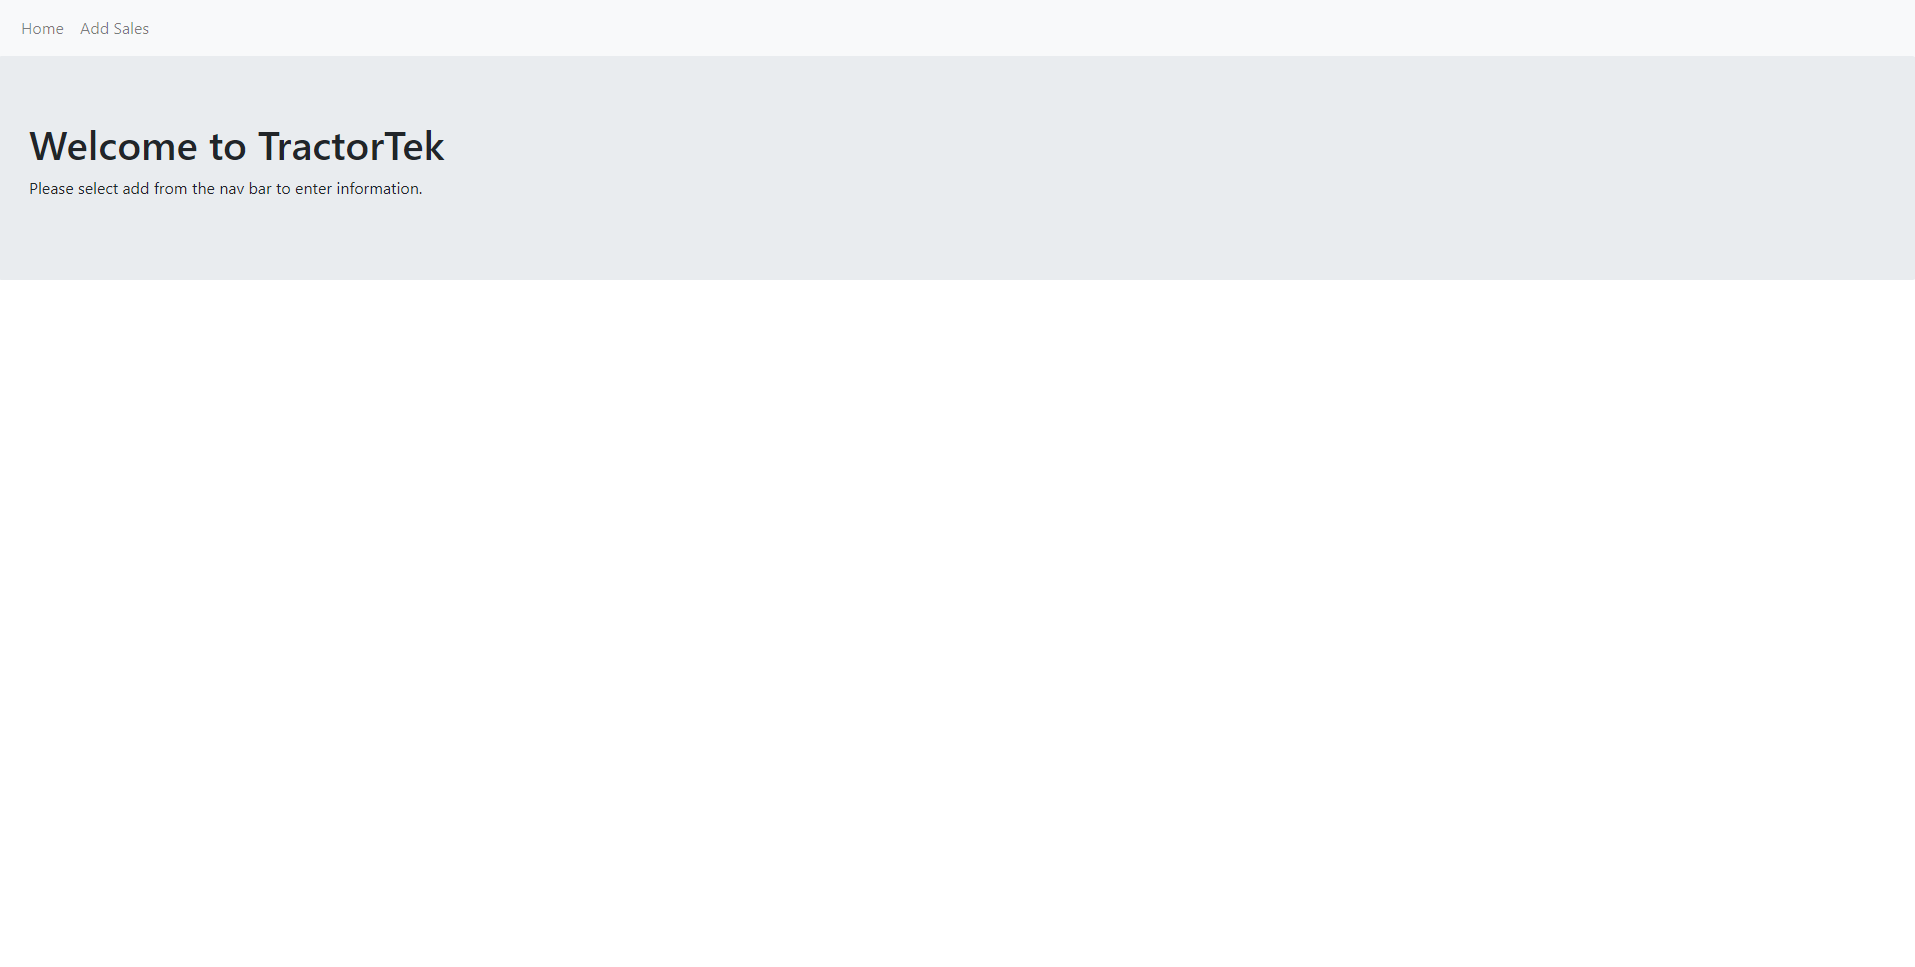 Home Add Sales
Welcome to TractorTek
Please select add from the nav bar to enter information.